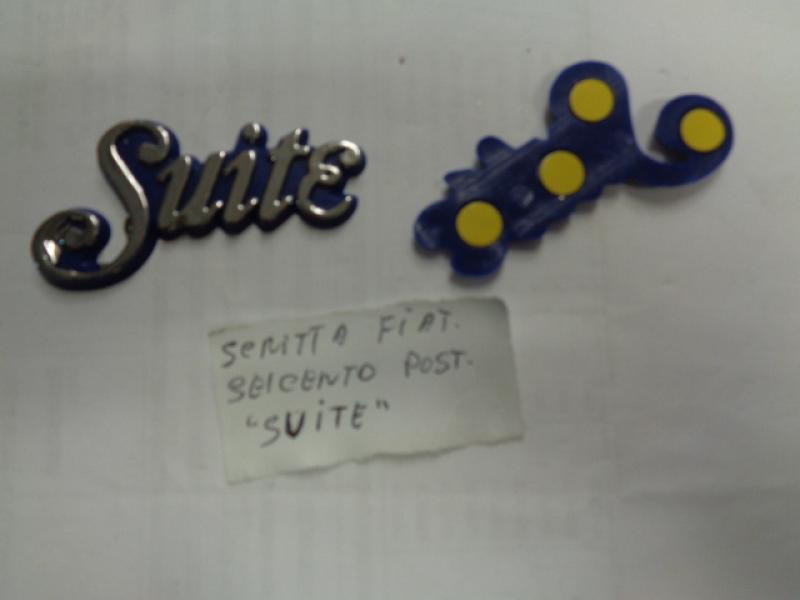 Suite
SCRITTA FiAT.
SEICENTO POST.
"SUiTE"